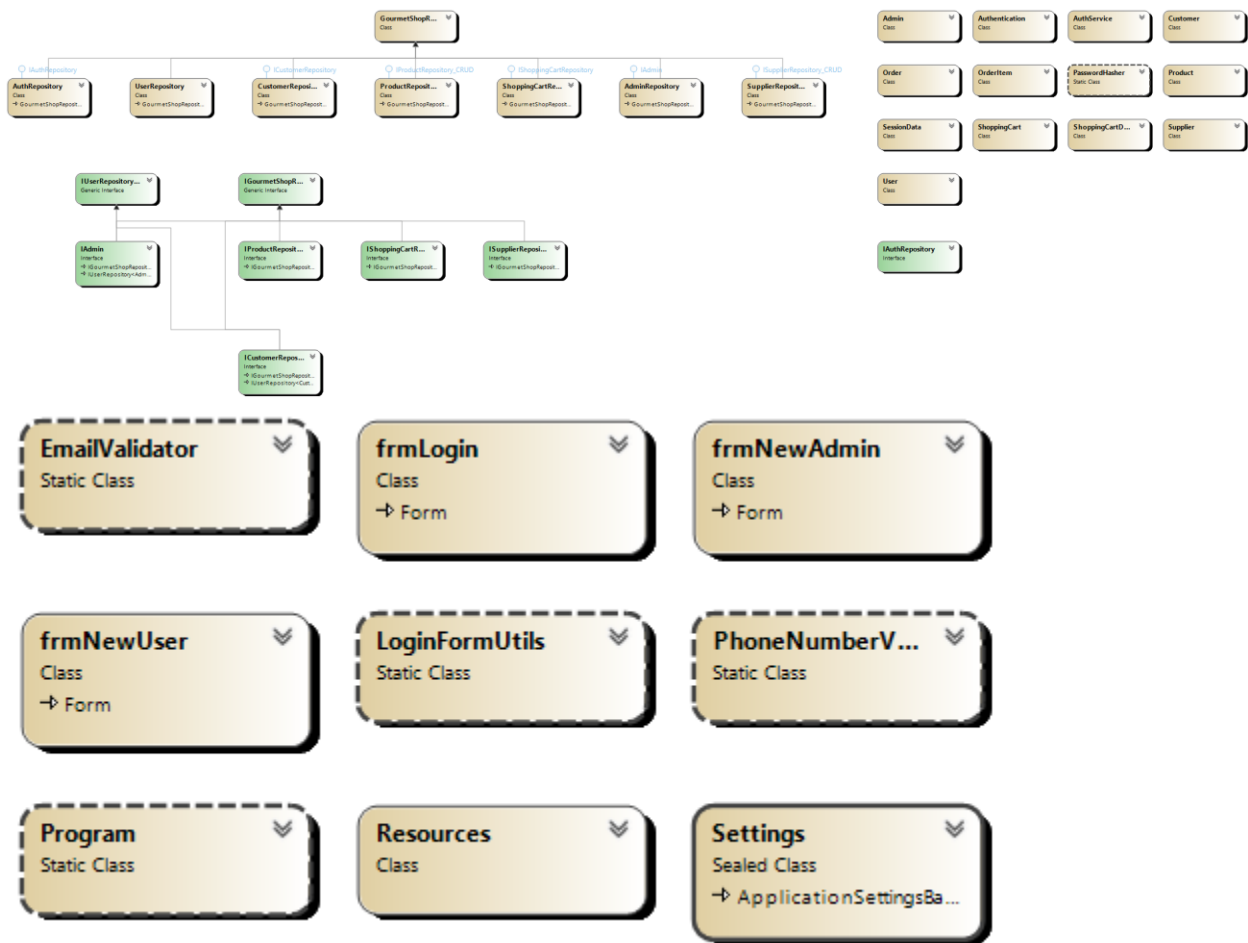 GourmetShopR...
Class
IAuthRepository
ICustomerRepository
IProductRepository_CRUD
IShoppingCartRepository
IAdmin
ISupplierRepository_CRUD
AuthRepository
Class
GourmetShopReposit...
UserRepository
Class
GourmetShopReposit...
CustomerReposi...
Class
GourmetShopReposit...
ProductReposit...
Class
GourmetShopReposit...
ShoppingCartRe...
Class
GourmetShopReposit...
AdminRepository
Class
GourmetShopReposit...
SupplierReposit...
Class
GourmetShopReposit...
IUserRepository...
Generic Interface
IGourmetShopR...
Generic Interface
IAdmin
Interface
IGourmetShopReposit...
IUserRepository<Adm...
IProductReposit...
Interface
IGourmetShopReposit...
IShoppingCartR...
Interface
IGourmetShopReposit...
ISupplierReposi...
Interface
IGourmetShopReposit...
ICustomerRepos...
Interface
IGourmetShopReposit...
IUserRepository<Cust...
Admin
Class
Authentication
Class
AuthService
Class
Customer
Class
Order
Class
OrderItem
Class
PasswordHasher
Static Class
Product
Class
SessionData
Class
ShoppingCart
Class
ShoppingCartD...
Class
Supplier
Class
User
Class
IAuthRepository
Interface
EmailValidator
Static Class
frmLogin
Class
Form
frmNewAdmin
Class
Form
frmNewUser
Class
Form
LoginFormUtils
Static Class
PhoneNumberV...
Static Class
Program
Static Class
Resources
Class
Settings
Sealed Class
ApplicationSettingsBa...